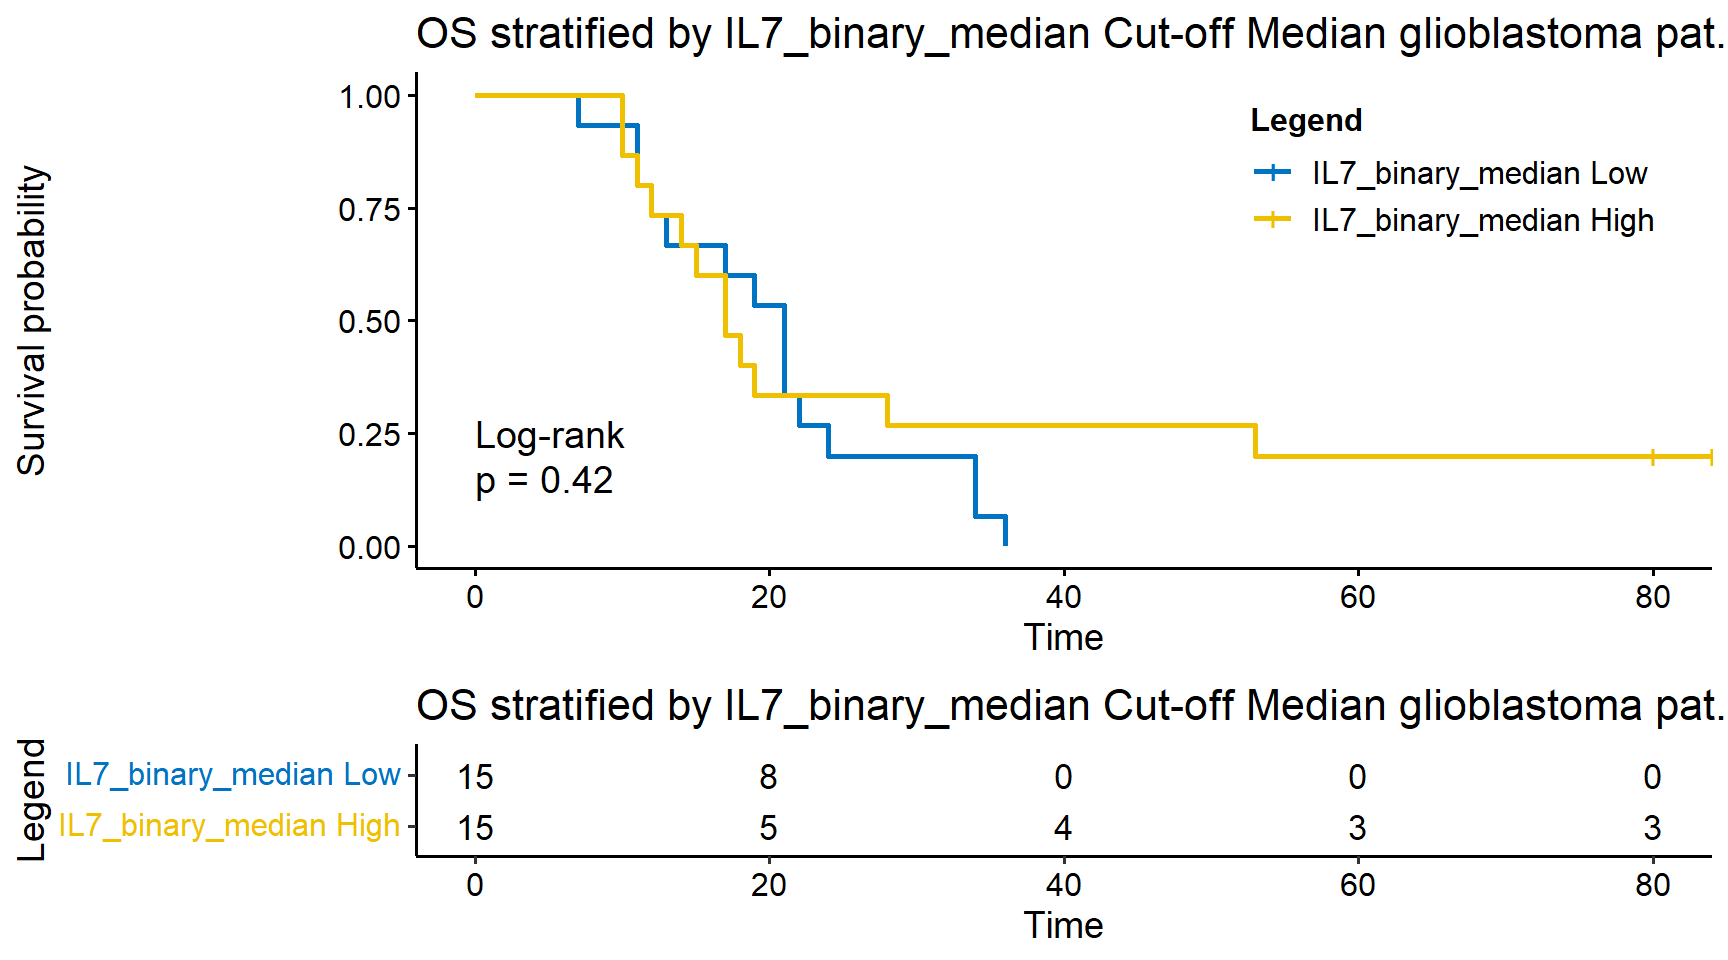 OS stratified by IL7_binary_median Cut-off Median glioblastoma pat.
Survival probability
1.00
0.75
0.50
0.25
0.00
Legend
IL7_binary_median Low
IL7_binary_median High
Log-rank
p = 0.42
0 20 40 60 80
Time
OS stratified by IL7_binary_median Cut-off Median glioblastoma pat.
Legend
IL7_binary_median Low 15 8 0 0 0
IL7_binary_median High 15 5 4 3 3
0 20 40 60 80
Time